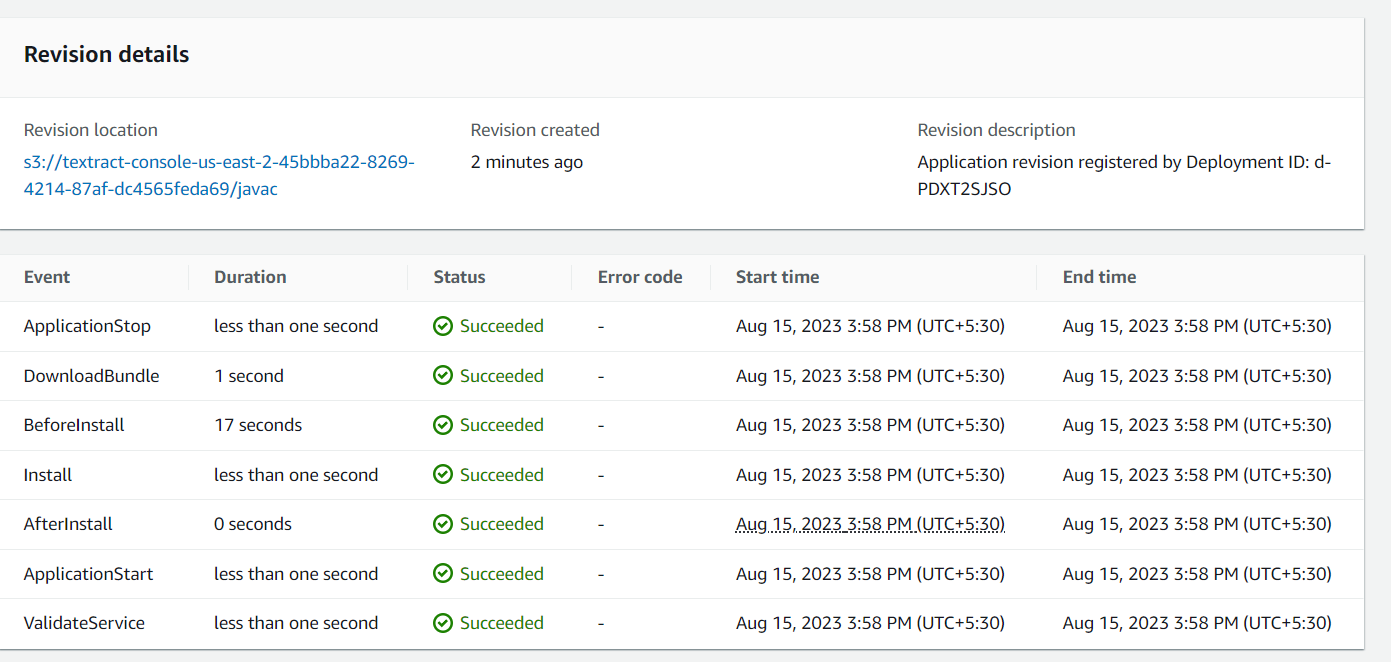 Revision details
Revision location Revision created Revision description
s3://textract-console-us-east-2-45bbba22-8269- 2 minutes ago Application revision registered by Deployment ID: d-
4214-87af-dc4565feda69/javac PDXT2SJSO
Event Duration Status Error code Start time End time
ApplicationStop less than one second Succeeded - Aug 15, 2023 3:58 PM (UTC+5:30) Aug 15, 2023 3:58 PM (UTC+5:30)
DownloadBundle 1 second Succeeded - Aug 15, 2023 3:58 PM (UTC+5:30) Aug 15, 2023 3:58 PM (UTC+5:30)
BeforeInstall 17 seconds Succeeded - Aug 15, 2023 3:58 PM (UTC+5:30) Aug 15, 2023 3:58 PM (UTC+5:30)
Install less than one second Succeeded - Aug 15, 2023 3:58 PM (UTC+5:30) Aug 15, 2023 3:58 PM (UTC+5:30)
AfterInstall 0 seconds Succeeded - Aug 15, 2023 3:58 PM (UTC+5:30) Aug 15, 2023 3:58 PM (UTC+5:30)
ApplicationStart less than one second Succeeded - Aug 15, 2023 3:58 PM (UTC+5:30) Aug 15, 2023 3:58 PM (UTC+5:30)
ValidateService less than one second Succeeded - Aug 15, 2023 3:58 PM (UTC+5:30) Aug 15, 2023 3:58 PM (UTC+5:30)